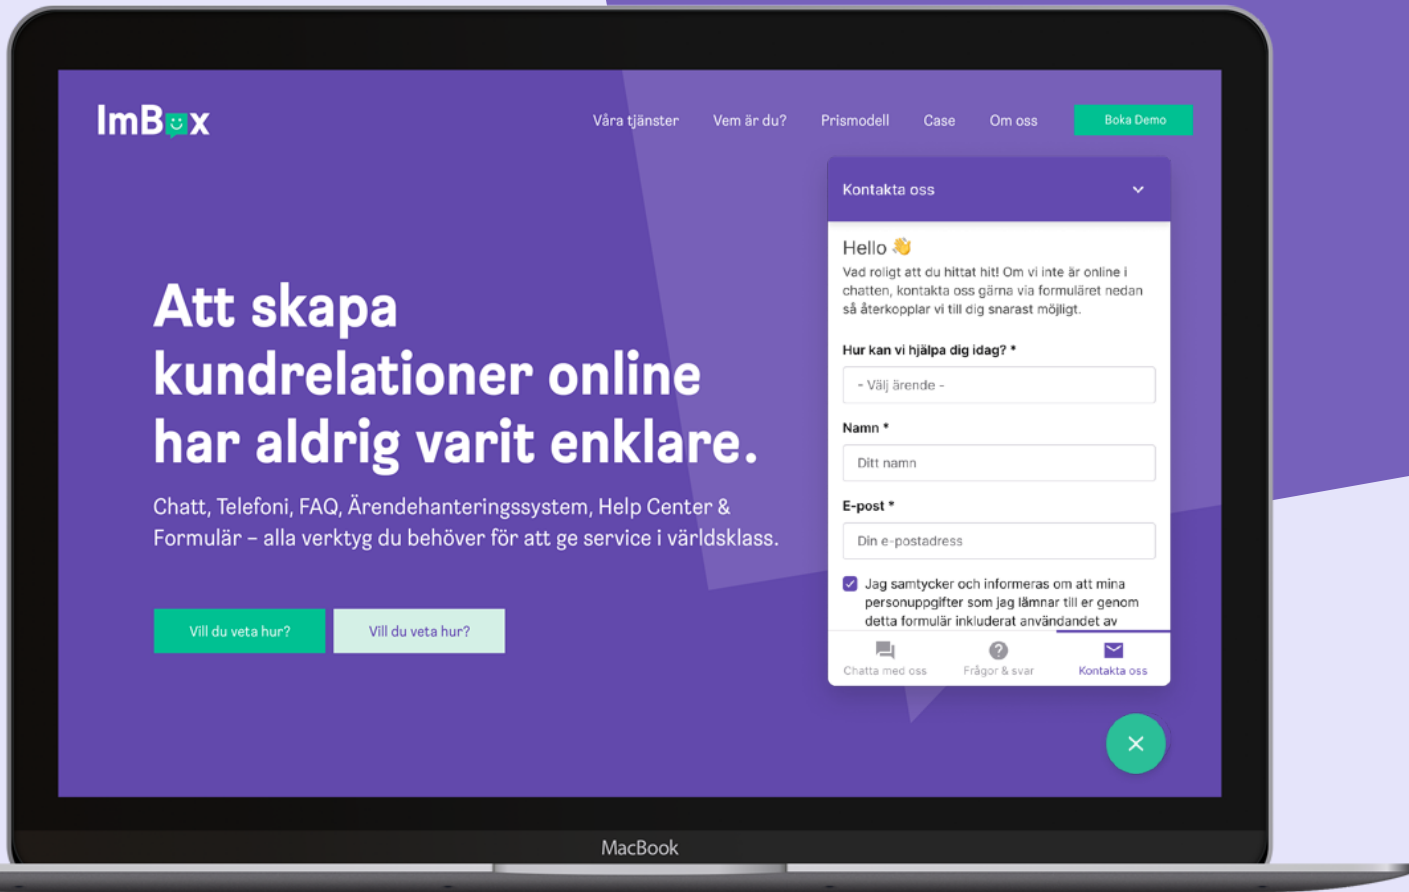 ImBox
Våra tjänster Vem är du? Prismodell Case Om oss Boka Demo
Att skapa
kundrelationer online
har aldrig varit enklare.
Chatt, Telefoni, FAQ, Ärendehanteringssystem, Help Center &
Formulär – alla verktyg du behöver för att ge service i världsklass.
Vill du veta hur? Vill du veta hur?
Kontakta oss
Hello 👋
Vad roligt att du hittat hit! Om vi inte är online i
chatten, kontakta oss gärna via formuläret nedan
så återkopplar vi till dig snarast möjligt.
Hur kan vi hjälpa dig idag? *
- Välj ärende -
Namn *
Ditt namn
E-post *
Din e-postadress
Jag samtycker och informeras om att mina
personuppgifter som jag lämnar till er genom
detta formulär inkluderat användandet av
Chatta med oss Frågor & svar Kontakta oss
MacBook